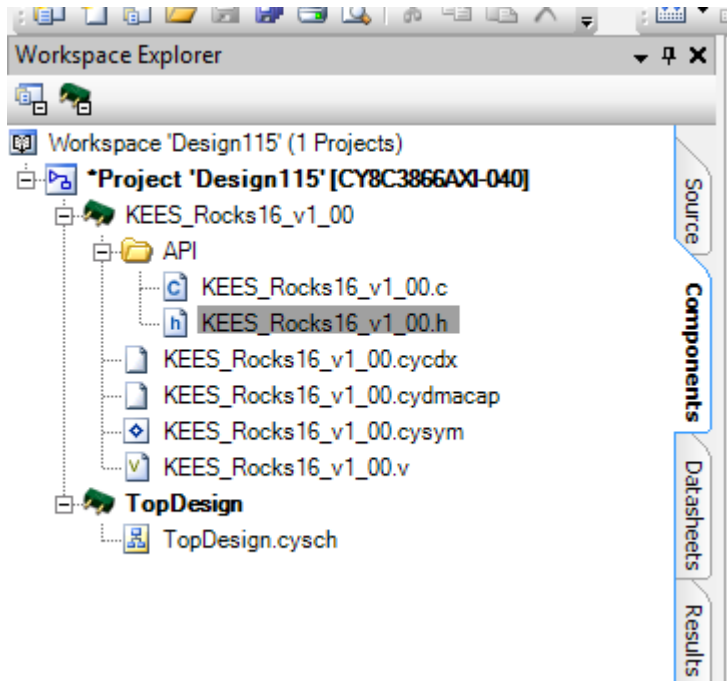 Workspace Explorer
Workspace 'Design115' (1 Projects)
*Project 'Design115' [CY8C3866AXI-040]
KEES_Rocks16_v1_00
API
KEES_Rocks16_v1_00.c
KEES_Rocks16_v1_00.h
KEES_Rocks16_v1_00.cycdx
KEES_Rocks16_v1_00.cydmacap
KEES_Rocks16_v1_00.cysym
KEES_Rocks16_v1_00.v
TopDesign
TopDesign.cysch
Source
Components
Datasheets
Results